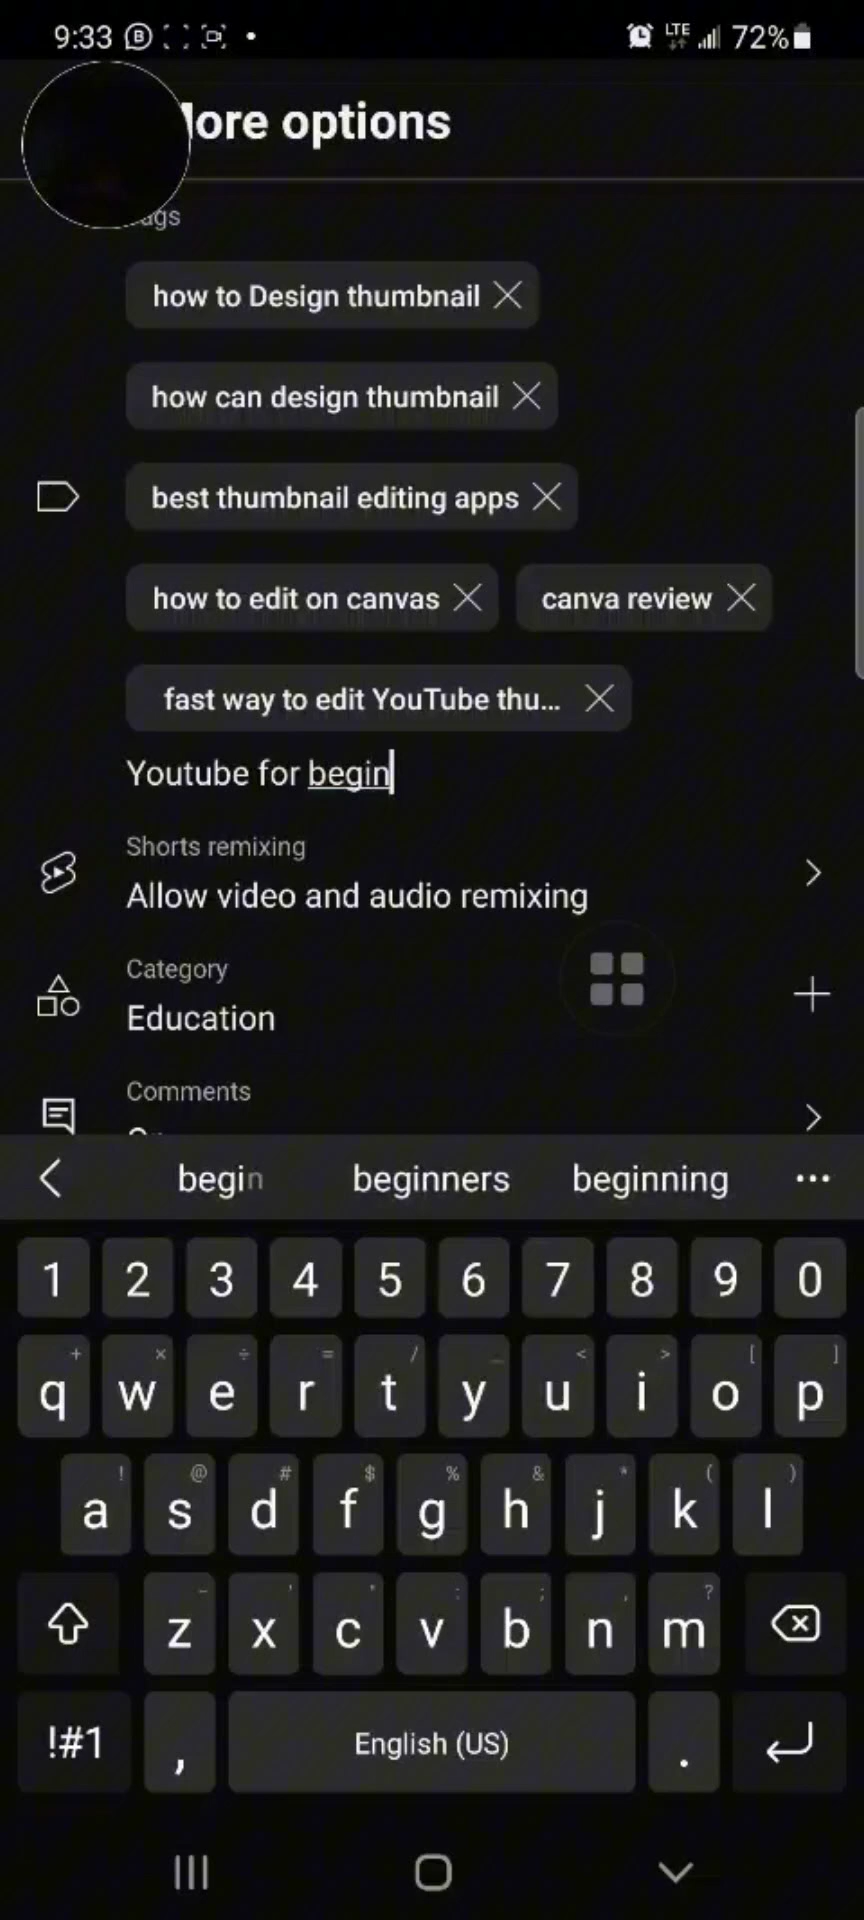 9:33 LTE 72%
More options
Tags
how to Design thumbnail
how can design thumbnail
best thumbnail editing apps
how to edit on canvas canva review
fast way to edit YouTube thu...
Youtube for begin
Shorts remixing
Allow video and audio remixing
Category
Education
Comments
begin beginners beginning
1 2 3 4 5 6 7 8 9 0
+ × ÷ = / _ < > [ ]
q w e r t y u i o p
! @ # $ % & * ( )
a s d f g h j k l
- ' " : ; , ?
z x c v b n m
!#1 , English (US) .